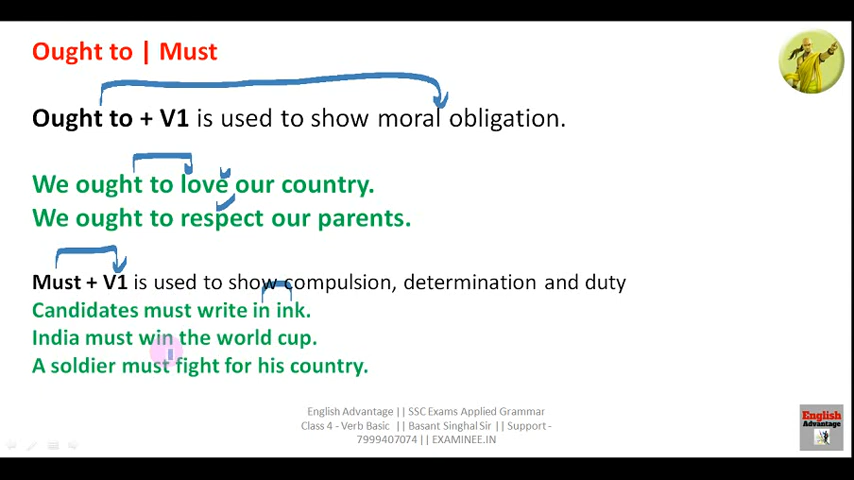 Ought to | Must
Ought to + V1 is used to show moral obligation.
We ought to love our country.
We ought to respect our parents.
Must + V1 is used to show compulsion, determination and duty
Candidates must write in ink.
India must win the world cup.
A soldier must fight for his country.
English Advantage || SSC Exams Applied Grammar
Class 4 - Verb Basic || Basant Singhal Sir || Support -
7999407074 || EXAMINEE.IN
English
Advantage